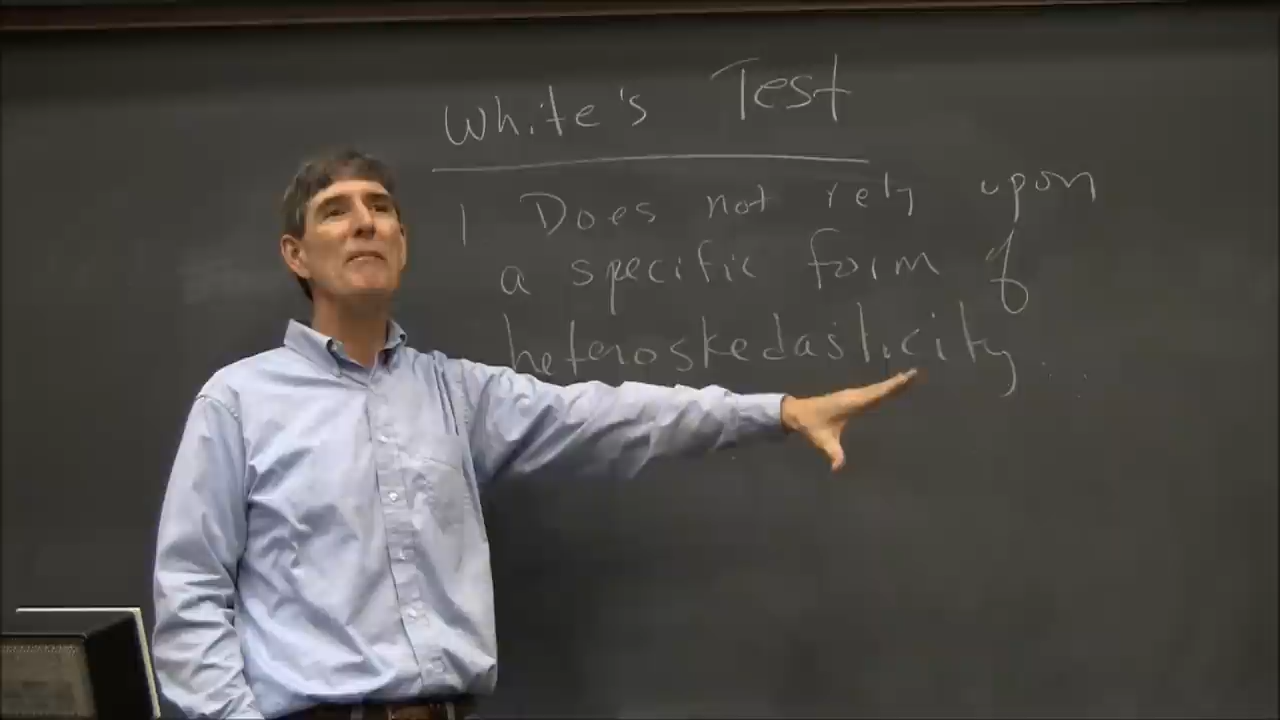 White's Test
1 Does not rely upon
a specific form of
heteroskedasticity...